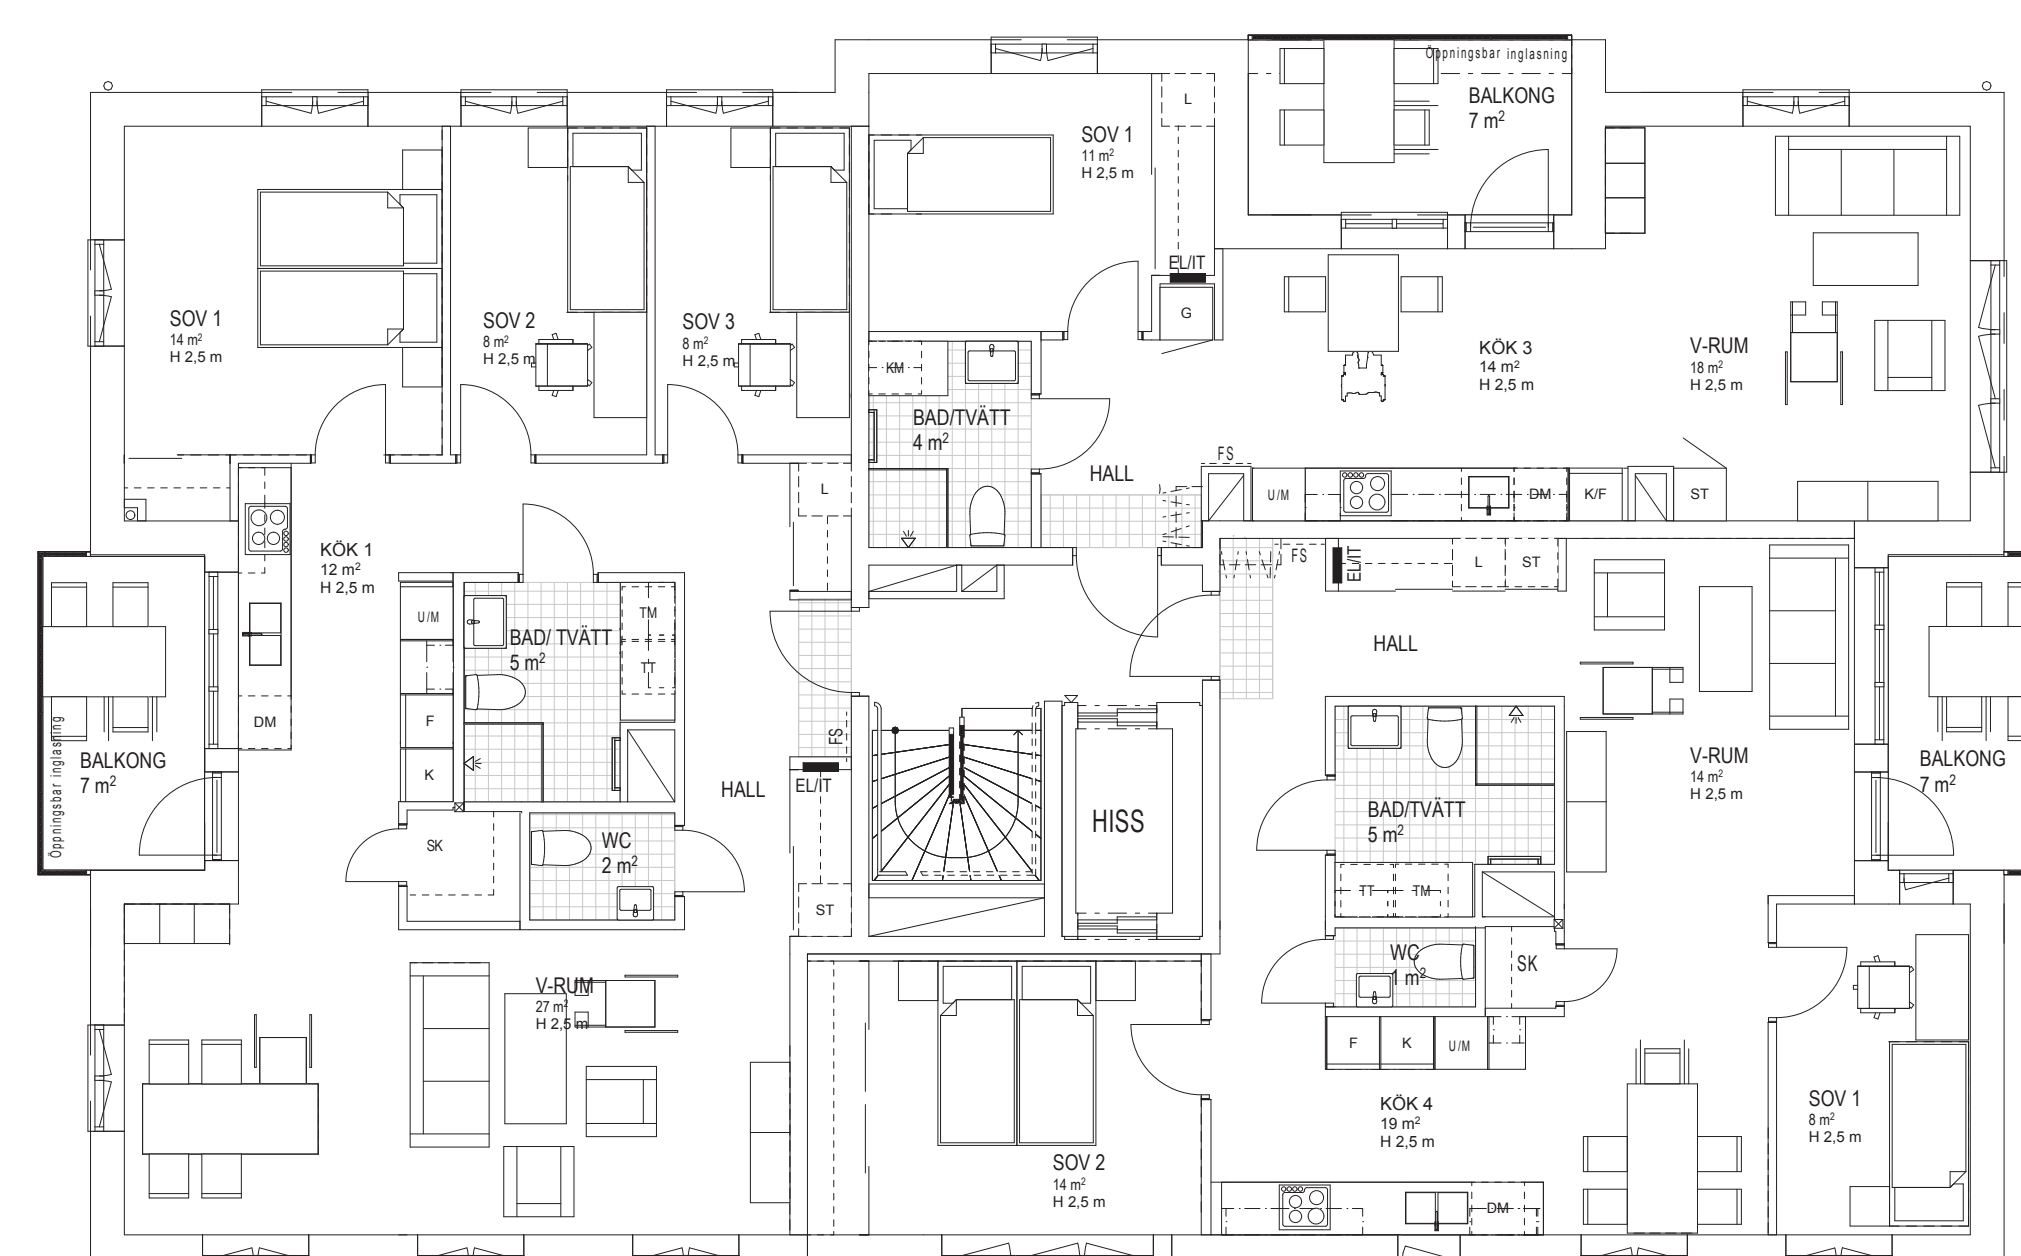 Öppningsbar inglasning
BALKONG
7 m²
L
SOV 1
11 m²
H 2,5 m
EL/IT
G
SOV 1
14 m²
H 2,5 m
SOV 2
8 m²
H 2,5 m
SOV 3
8 m²
H 2,5 m
KM
BAD/TVÄTT
4 m²
KÖK 3
14 m²
H 2,5 m
V-RUM
18 m²
H 2,5 m
HALL
FS
U/M
DM
K/F
ST
L
KÖK 1
12 m²
H 2,5 m
FS
EL/IT
L
ST
U/M
BAD/ TVÄTT
5 m²
TM
TT
HALL
F
DM
K
BALKONG
7 m²
Öppningsbar inglasning
FS
EL/IT
HALL
HISS
V-RUM
14 m²
H 2,5 m
BALKONG
7 m²
BAD/TVÄTT
5 m²
SK
WC
2 m²
TT
TM
ST
WC
1 m²
SK
V-RUM
27 m²
H 2,5 m
F
K
U/M
KÖK 4
19 m²
H 2,5 m
SOV 1
8 m²
H 2,5 m
SOV 2
14 m²
H 2,5 m
DM